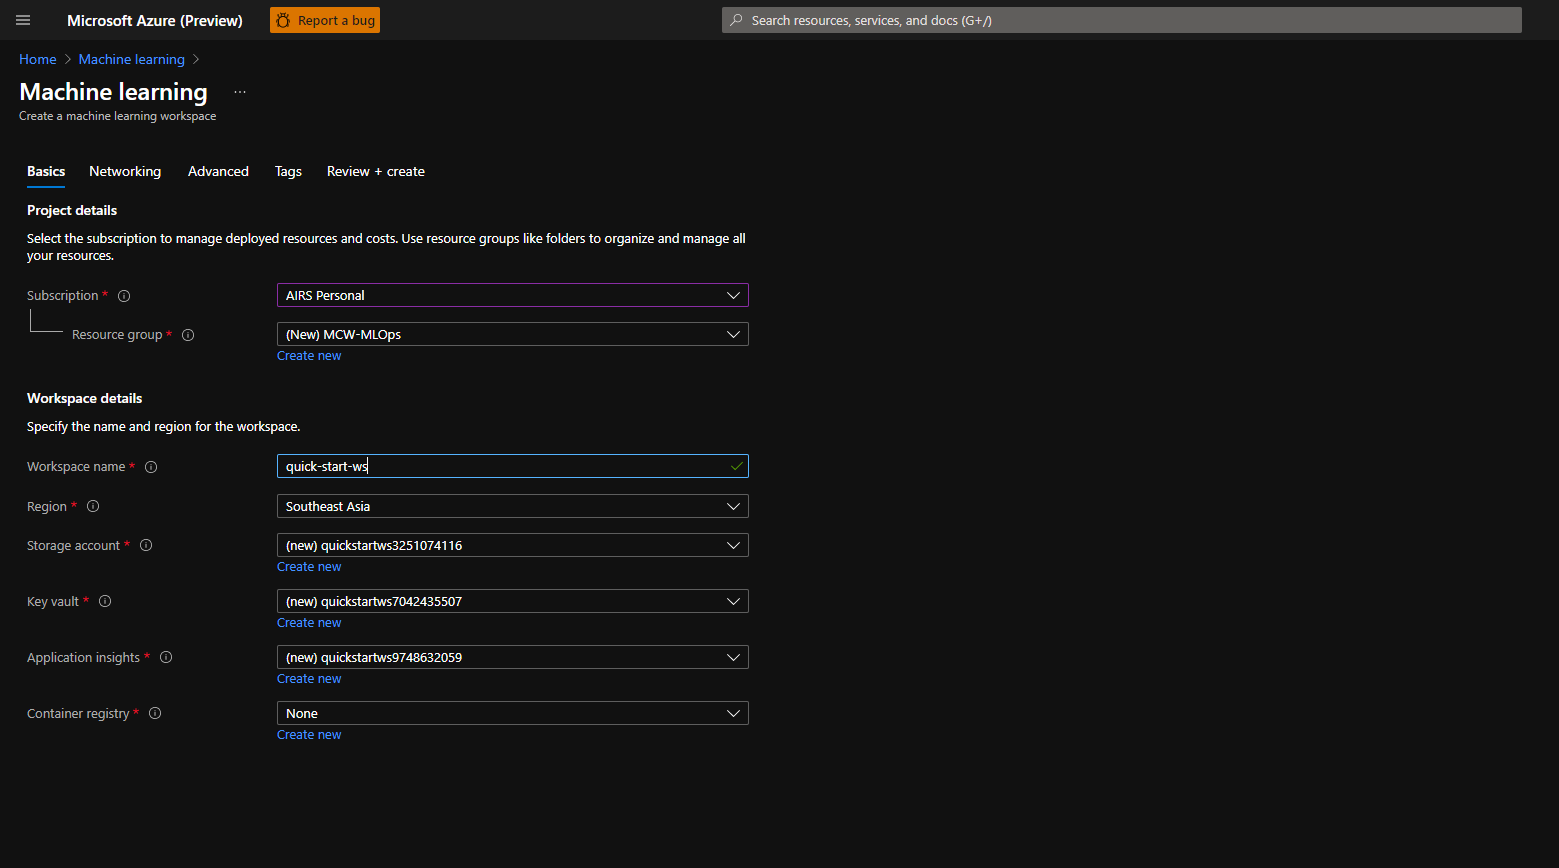 Microsoft Azure (Preview)
Report a bug
Search resources, services, and docs (G+/)
Home > Machine learning >
Machine learning ...
Create a machine learning workspace
Basics Networking Advanced Tags Review + create
Project details
Select the subscription to manage deployed resources and costs. Use resource groups like folders to organize and manage all
your resources.
Subscription * AIRS Personal
Resource group * (New) MCW-MLOps
Create new
Workspace details
Specify the name and region for the workspace.
Workspace name * quick-start-ws
Region * Southeast Asia
Storage account * (new) quickstartws3251074116
Create new
Key vault * (new) quickstartws7042435507
Create new
Application insights * (new) quickstartws9748632059
Create new
Container registry * None
Create new